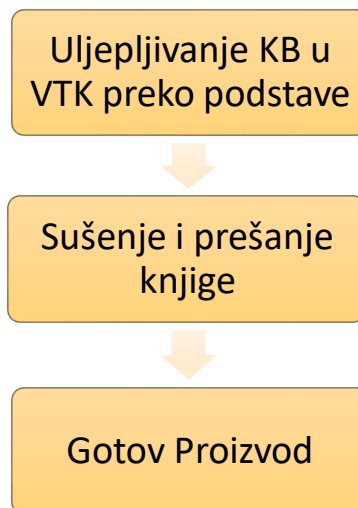 Uljepljivanje KB u
VTK preko podstave
Sušenje i prešanje
knjige
Gotov Proizvod